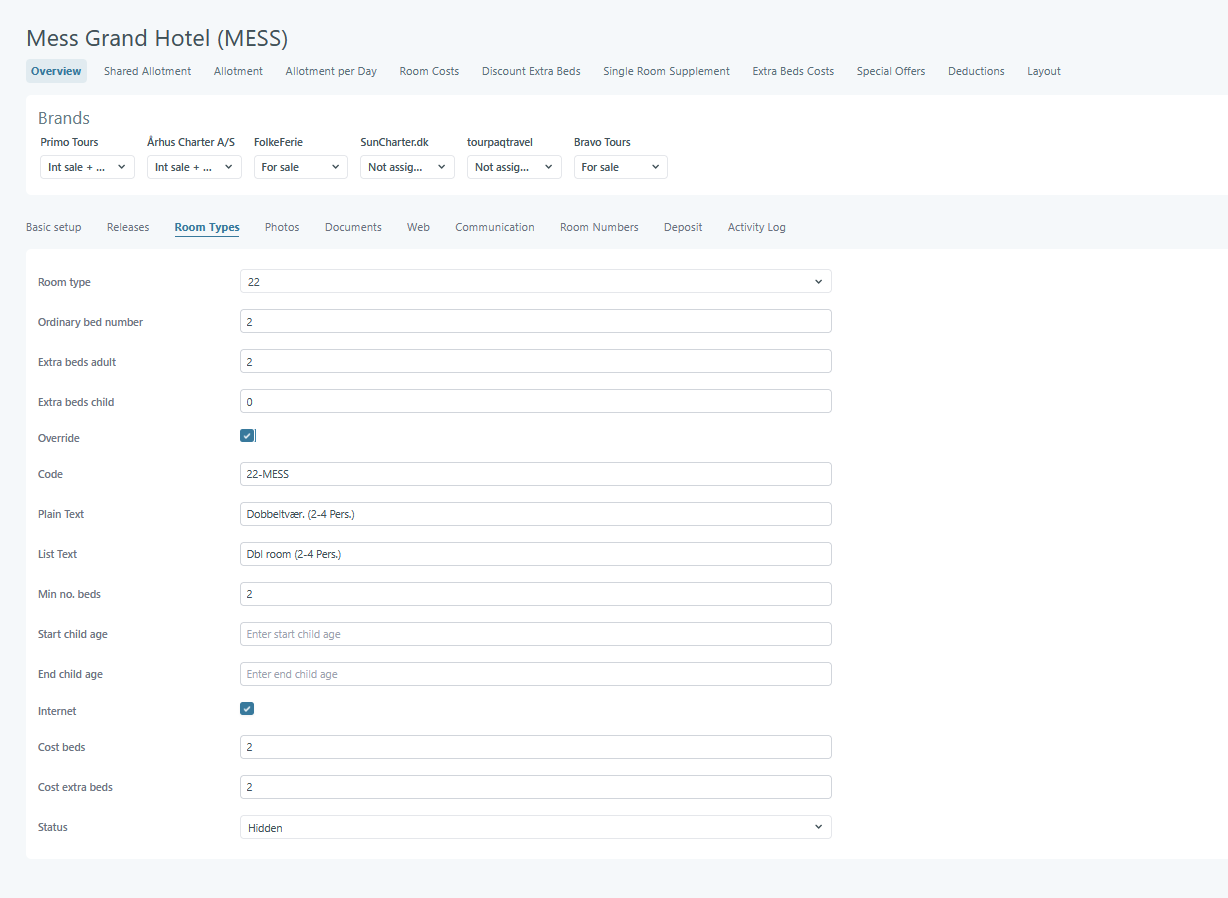 Mess Grand Hotel (MESS)
Overview Shared Allotment Allotment Allotment per Day Room Costs Discount Extra Beds Single Room Supplement Extra Beds Costs Special Offers Deductions Layout
Brands
Primo Tours Århus Charter A/S FolkeFerie SunCharter.dk tourpaqtravel Bravo Tours
Int sale + ... Int sale + ... For sale Not assig... Not assig... For sale
Basic setup Releases Room Types Photos Documents Web Communication Room Numbers Deposit Activity Log
Room type 22
Ordinary bed number 2
Extra beds adult 2
Extra beds child 0
Override
Code 22-MESS
Plain Text Dobbeltvær. (2-4 Pers.)
List Text Dbl room (2-4 Pers.)
Min no. beds 2
Start child age Enter start child age
End child age Enter end child age
Internet
Cost beds 2
Cost extra beds 2
Status Hidden